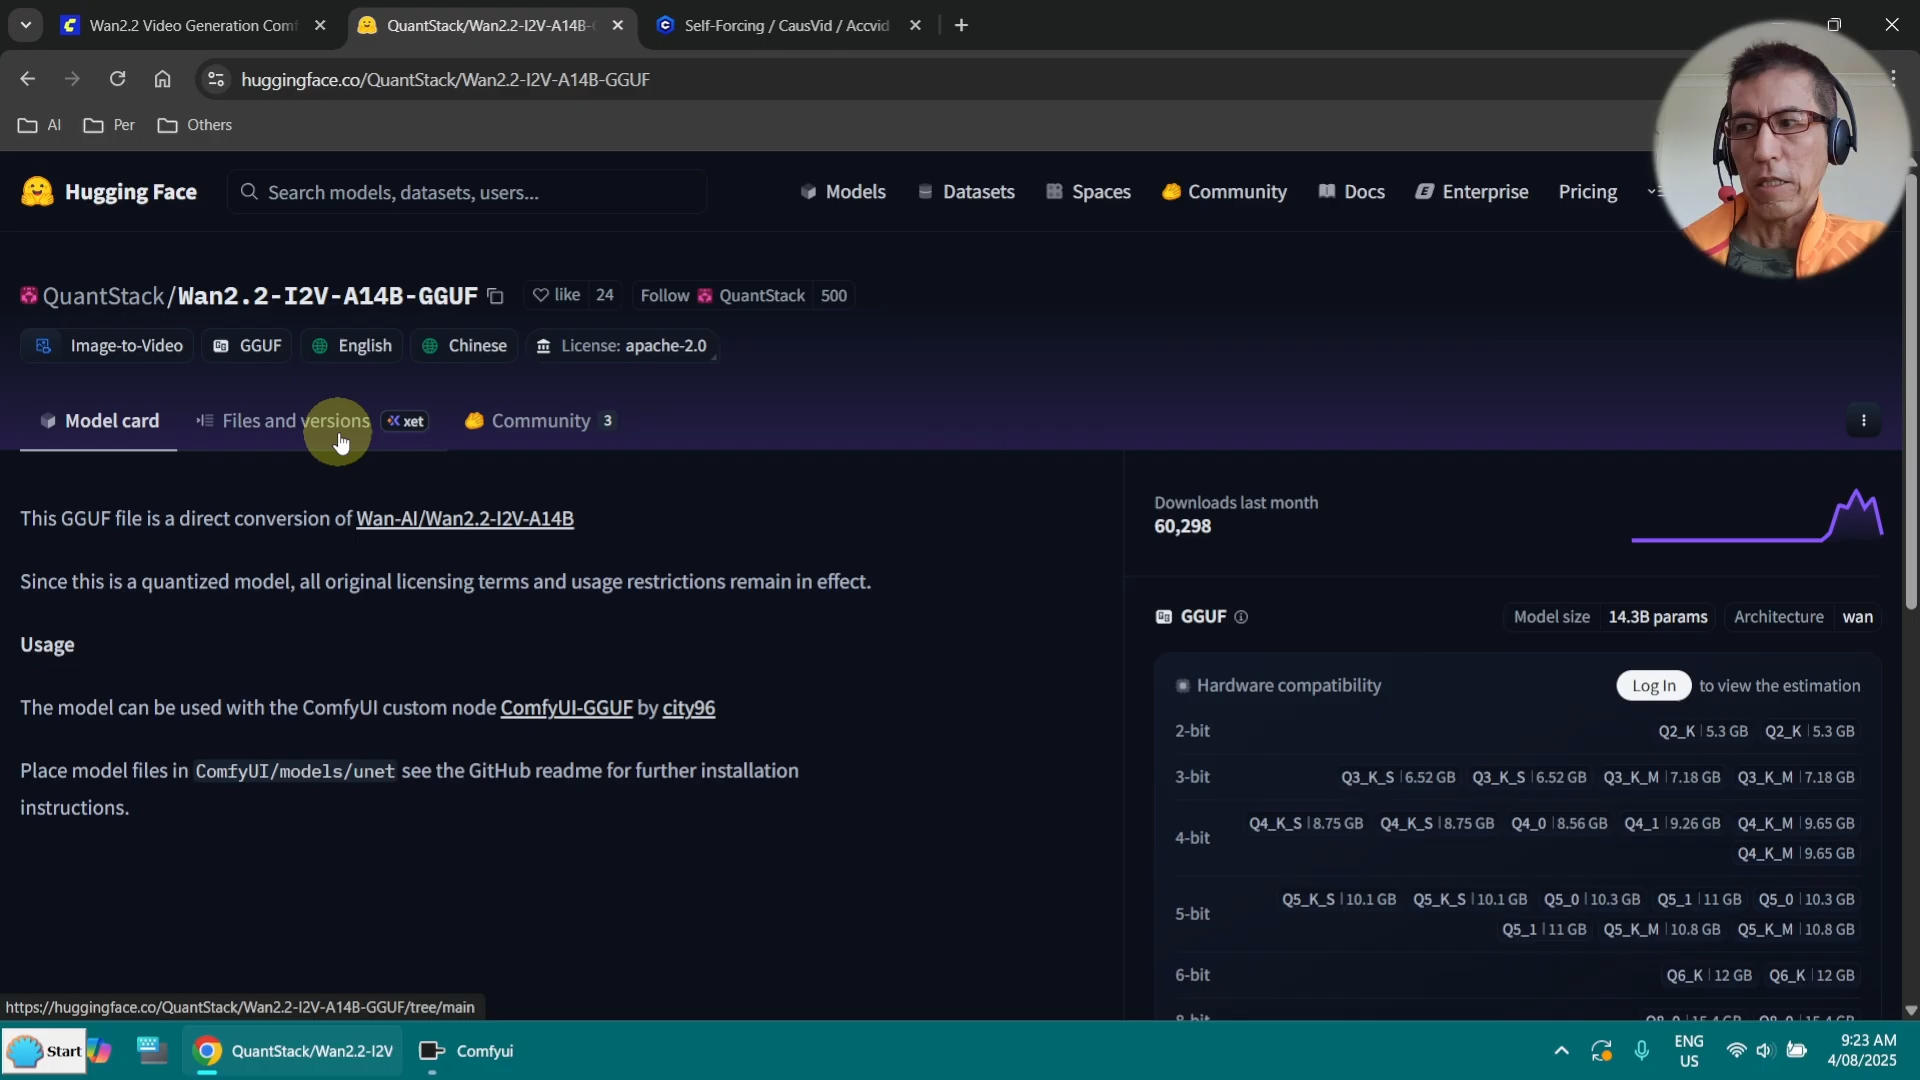 Wan2.2 Video Generation Comf
QuantStack/Wan2.2-I2V-A14B-
Self-Forcing / CausVid / Accvid
huggingface.co/QuantStack/Wan2.2-I2V-A14B-GGUF
AI
Per
Others
Hugging Face
Search models, datasets, users...
Models
Datasets
Spaces
Community
Docs
Enterprise
Pricing
QuantStack/Wan2.2-I2V-A14B-GGUF
like 24
Follow QuantStack 500
Image-to-Video
GGUF
English
Chinese
License: apache-2.0
Model card
Files and versions
xet
Community 3
This GGUF file is a direct conversion of Wan-AI/Wan2.2-I2V-A14B
Since this is a quantized model, all original licensing terms and usage restrictions remain in effect.
Usage
The model can be used with the ComfyUI custom node ComfyUI-GGUF by city96
Place model files in ComfyUI/models/unet see the GitHub readme for further installation
instructions.
Downloads last month
60,298
GGUF
Model size 14.3B params
Architecture wan
Hardware compatibility
Log In to view the estimation
2-bit
Q2_K 5.3 GB Q2_K 5.3 GB
3-bit
Q3_K_S 6.52 GB Q3_K_S 6.52 GB Q3_K_M 7.18 GB Q3_K_M 7.18 GB
4-bit
Q4_K_S 8.75 GB Q4_K_S 8.75 GB Q4_0 8.56 GB Q4_1 9.26 GB Q4_K_M 9.65 GB
Q4_K_M 9.65 GB
5-bit
Q5_K_S 10.1 GB Q5_K_S 10.1 GB Q5_0 10.3 GB Q5_1 11 GB Q5_0 10.3 GB
Q5_1 11 GB Q5_K_M 10.8 GB Q5_K_M 10.8 GB
6-bit
Q6_K 12 GB Q6_K 12 GB
https://huggingface.co/QuantStack/Wan2.2-I2V-A14B-GGUF/tree/main
Start
QuantStack/Wan2.2-I2V
Comfyui
ENG
US
9:23 AM
4/08/2025